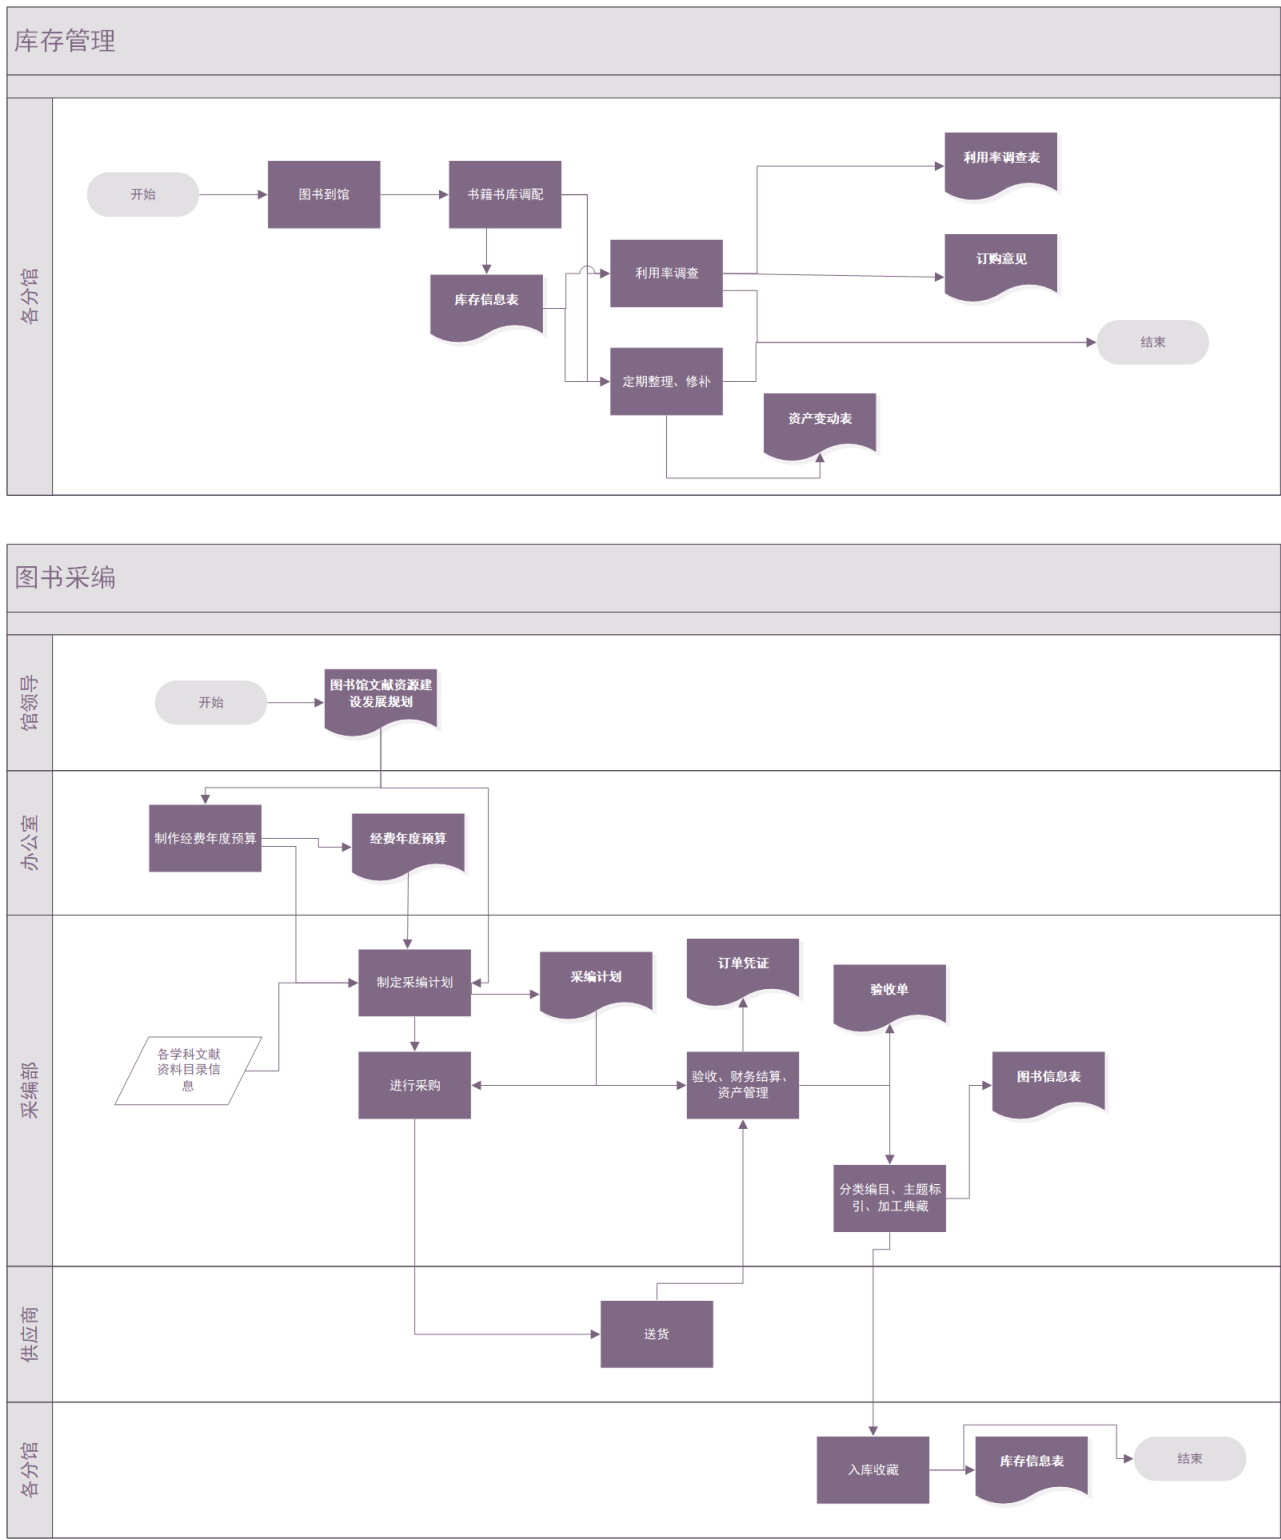 库存管理
各分馆
开始
图书到馆
书籍书库调配
利用率调查表
订购意见
利用率调查
库存信息表
结束
定期整理、修补
资产变动表
图书采编
馆领导
开始
图书馆文献资源建
设发展规划
办公室
制作经费年度预算
经费年度预算
采编部
制定采编计划
采编计划
订单凭证
验收单
各学科文献
资料目录信
息
进行采购
验收、财务结算、
资产管理
图书信息表
分类编目、主题标
引、加工典藏
供应商
送货
各分馆
入库收藏
库存信息表
结束